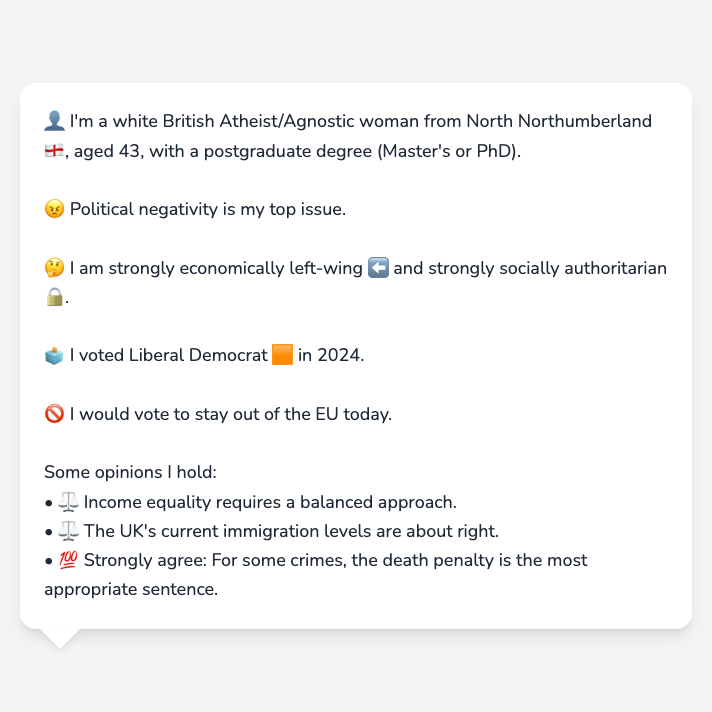 👤 I'm a white British Atheist/Agnostic woman from North Northumberland
🏴󠁧󠁢󠁥󠁮󠁧󠁿, aged 43, with a postgraduate degree (Master's or PhD).
😠 Political negativity is my top issue.
🤔 I am strongly economically left-wing ⬅️ and strongly socially authoritarian
🔒.
🗳️ I voted Liberal Democrat 🟧 in 2024.
🚫 I would vote to stay out of the EU today.
Some opinions I hold:
• ⚖️ Income equality requires a balanced approach.
• ⚖️ The UK's current immigration levels are about right.
• 💯 Strongly agree: For some crimes, the death penalty is the most
appropriate sentence.